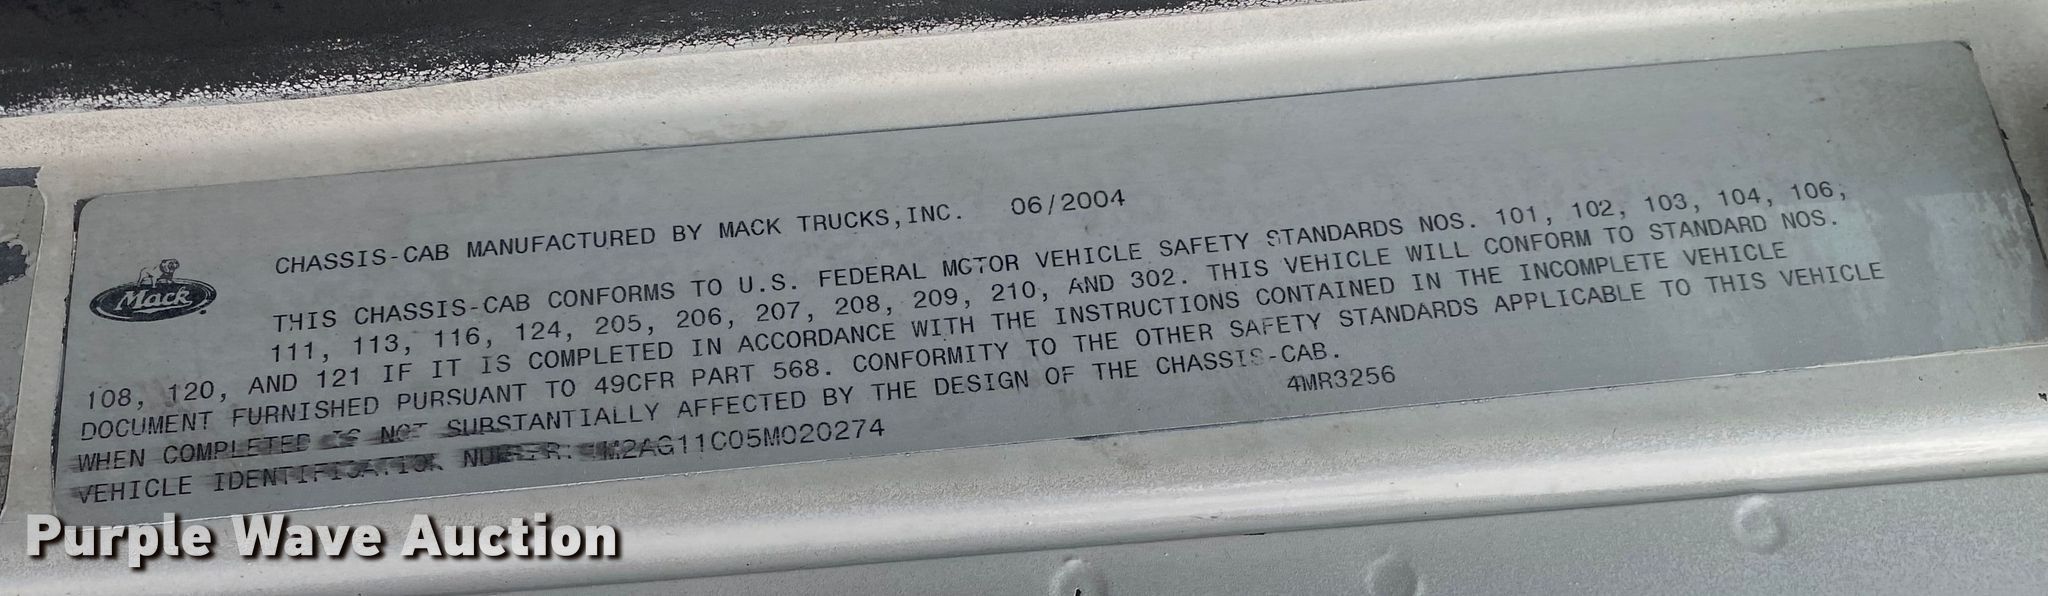 CHASSIS-CAB MANUFACTURED BY MACK TRUCKS,INC. 06/2004
THIS CHASSIS-CAB CONFORMS TO U.S. FEDERAL MOTOR VEHICLE SAFETY STANDARDS NOS. 101, 102, 103, 104, 106,
111, 113, 116, 124, 205, 206, 207, 208, 209, 210, AND 302. THIS VEHICLE WILL CONFORM TO STANDARD NOS.
108, 120, AND 121 IF IT IS COMPLETED IN ACCORDANCE WITH THE INSTRUCTIONS CONTAINED IN THE INCOMPLETE VEHICLE
DOCUMENT FURNISHED PURSUANT TO 49CFR PART 568. CONFORMITY TO THE OTHER SAFETY STANDARDS APPLICABLE TO THIS VEHICLE
WHEN COMPLETED IS NOT SUBSTANTIALLY AFFECTED BY THE DESIGN OF THE CHASSIS-CAB.
VEHICLE IDENTIFICATION NUMBER: 1M2AG11C05M020274 4MR3256
Mack
Purple Wave Auction